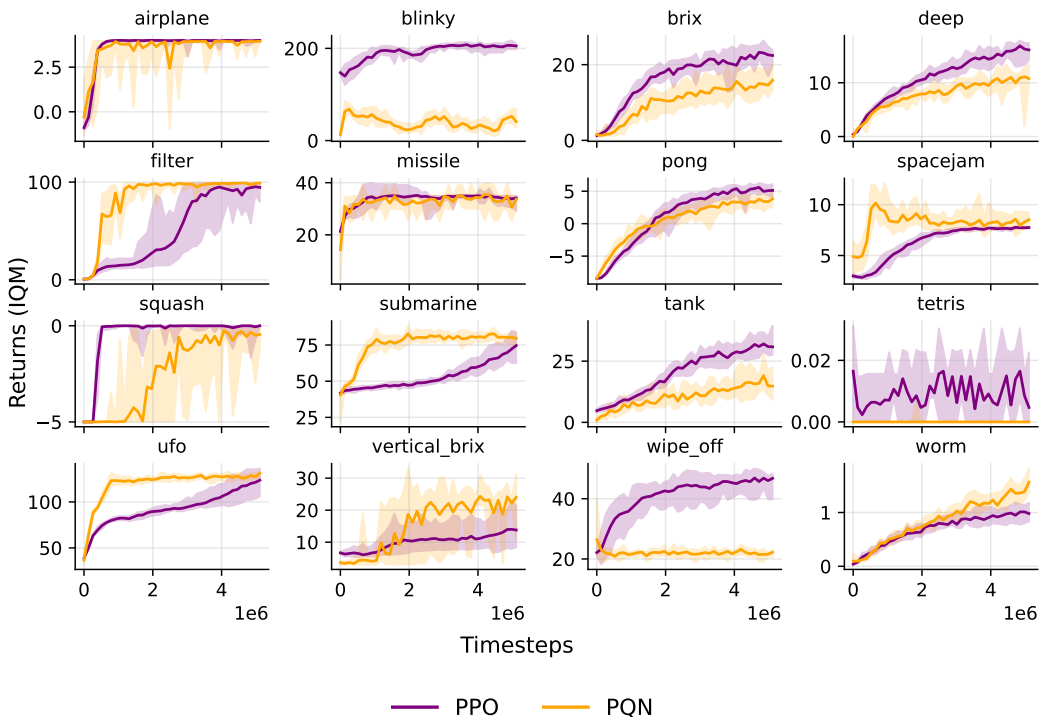 airplane
blinky
brix
deep
2.5
0.0
200
0
20
0
10
0
filter
missile
pong
spacejam
100
0
40
20
5
0
−5
10
5
squash
submarine
tank
tetris
0
−5
75
50
25
25
0
0.02
0.00
ufo
vertical_brix
wipe_off
worm
100
50
30
20
10
40
20
1
0
0 2 4
0 2 4
0 2 4
0 2 4
1e6
1e6
1e6
1e6
Returns (IQM)
Timesteps
PPO
PQN